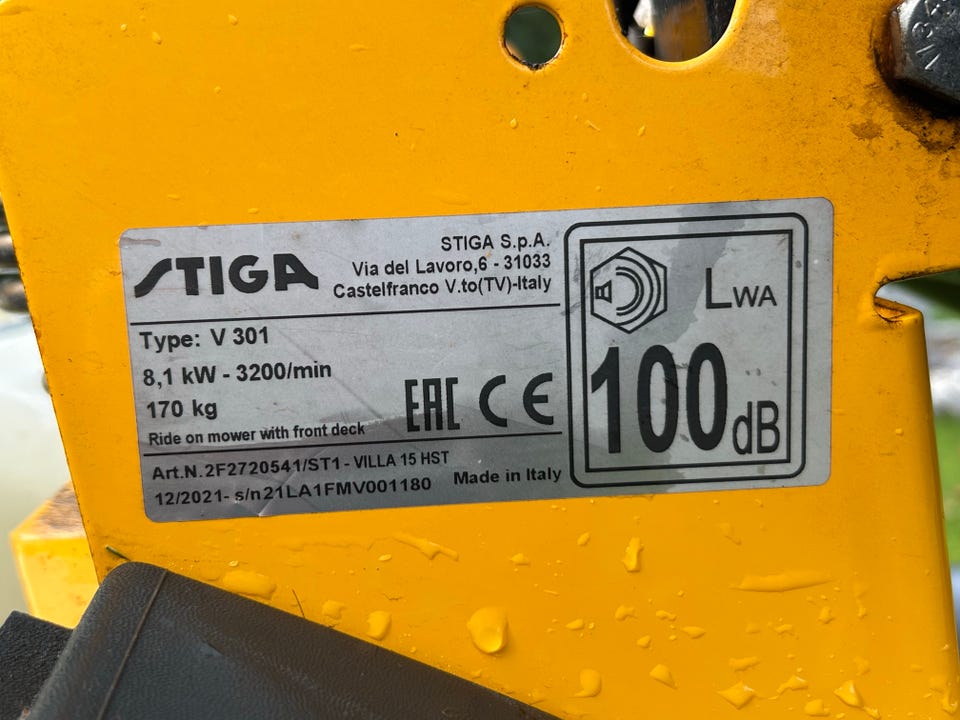 STIGA
STIGA S.p.A.
Via del Lavoro,6 - 31033
Castelfranco V.to(TV)-Italy
Type: V 301
8,1 kW - 3200/min
170 kg
Ride on mower with front deck
EAC CE
Art.N.2F2720541/ST1 - VILLA 15 HST
12/2021- s/n21LA1FMV001180
Made in Italy
LWA
100 dB